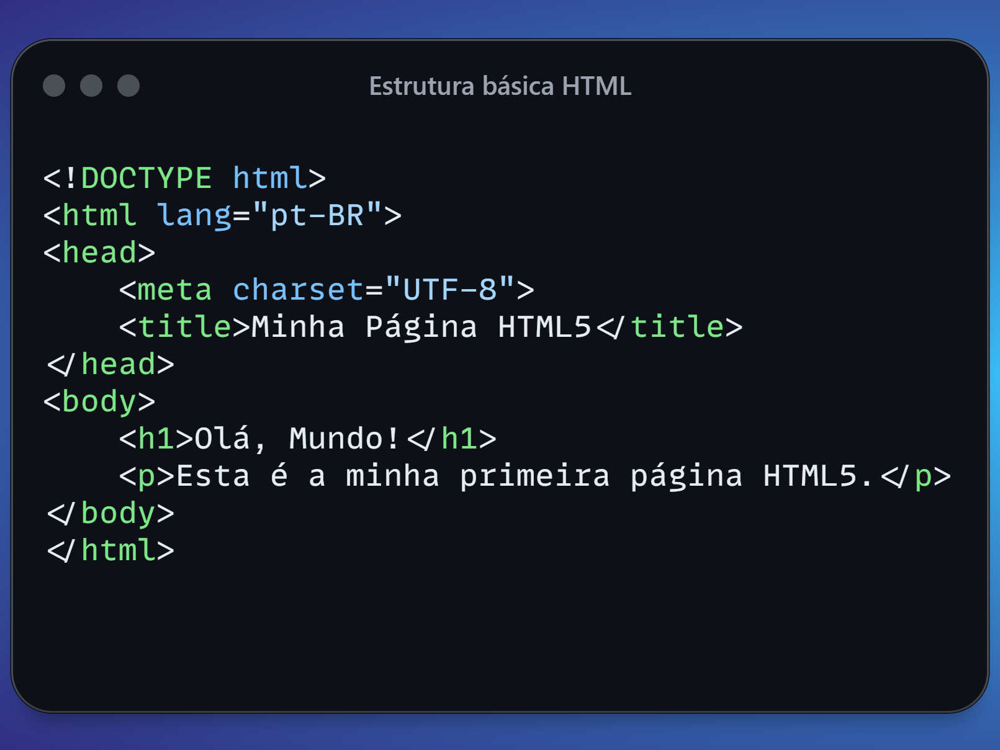 Estrutura básica HTML
<!DOCTYPE html>
<html lang="pt-BR">
<head>
    <meta charset="UTF-8">
    <title>Minha Página HTML5</title>
</head>
<body>
    <h1>Olá, Mundo!</h1>
    <p>Esta é a minha primeira página HTML5.</p>
</body>
</html>